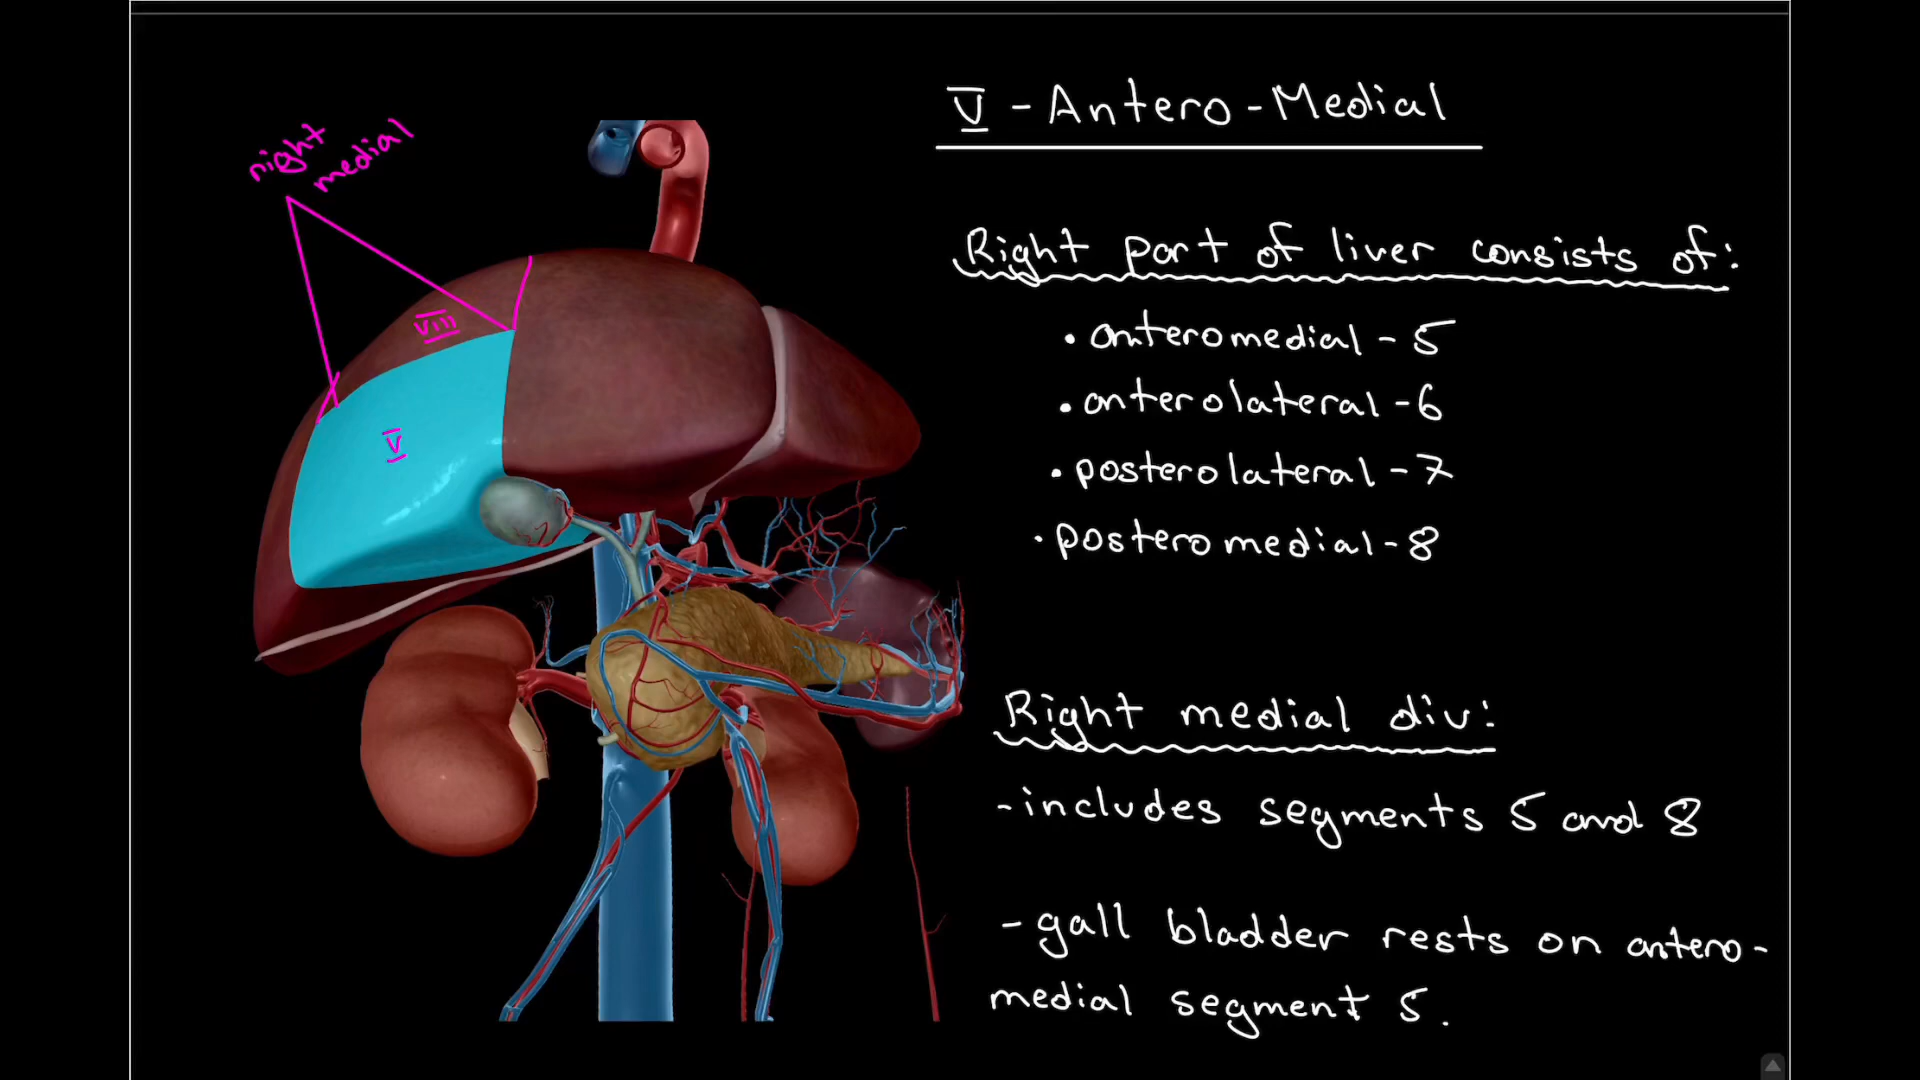 right
medial
VIII
V
V - Antero-Medial
Right part of liver consists of:
• anteromedial - 5
• anterolateral - 6
• posterolateral - 7
• posteromedial - 8
Right medial div:
- includes segments 5 and 8
- gall bladder rests on antero-
medial segment 5.